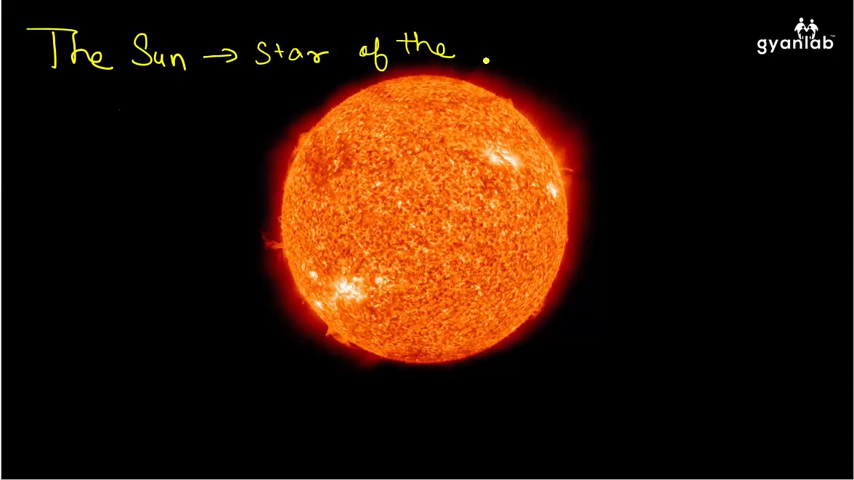 The Sun → Star of the .
gyanlab